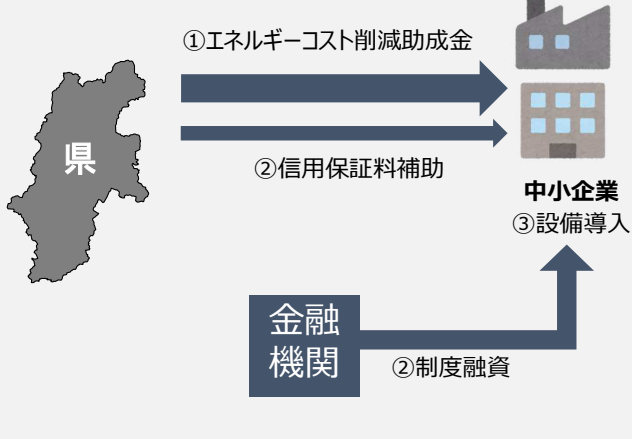 ①エネルギーコスト削減助成金
県
②信用保証料補助
中小企業
③設備導入
金融
機関
②制度融資